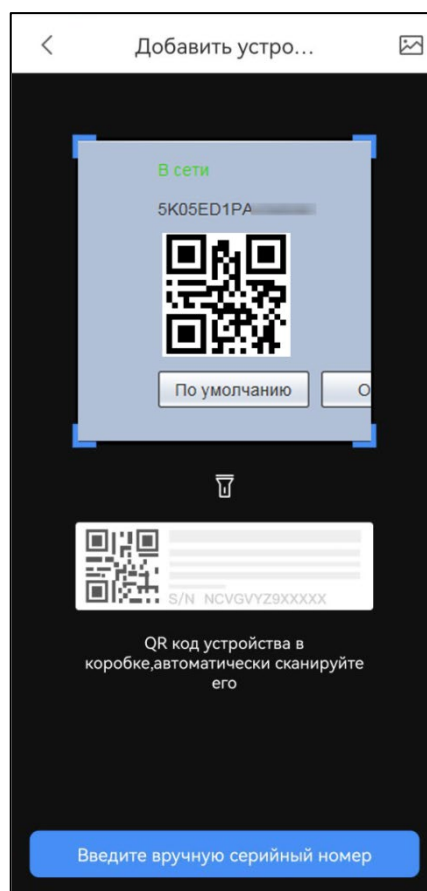 Добавить устро...
В сети
5K05ED1PA
По умолчанию
О
S/N NCVGVYZ9XXXXX
QR код устройства в
коробке,автоматически сканируйте
его
Введите вручную серийный номер